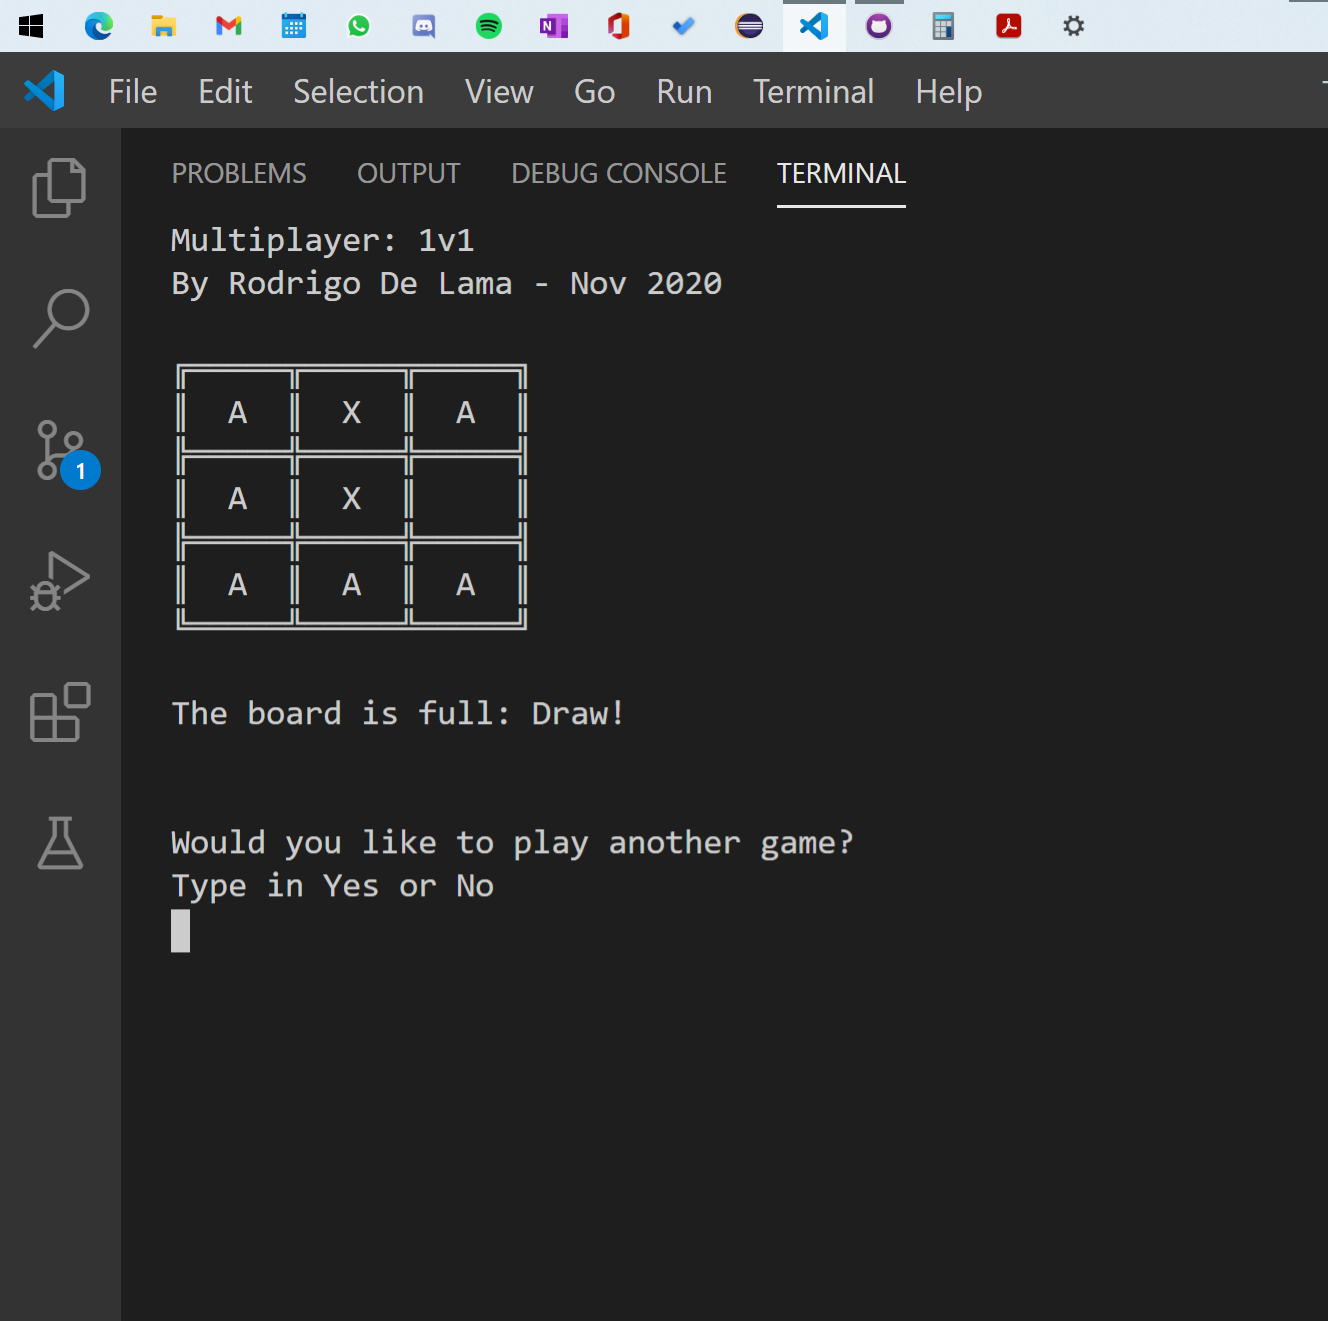 File Edit Selection View Go Run Terminal Help
PROBLEMS OUTPUT DEBUG CONSOLE TERMINAL
Multiplayer: 1v1
By Rodrigo De Lama - Nov 2020
A X A
A X
A A A
1
The board is full: Draw!
Would you like to play another game?
Type in Yes or No